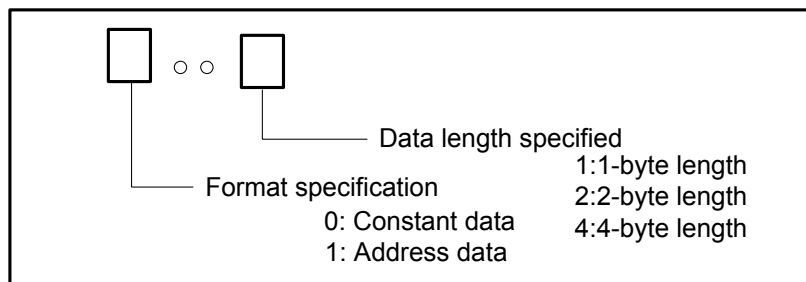 Data length specified
1:1-byte length
Format specification
2:2-byte length
0: Constant data
4:4-byte length
1: Address data